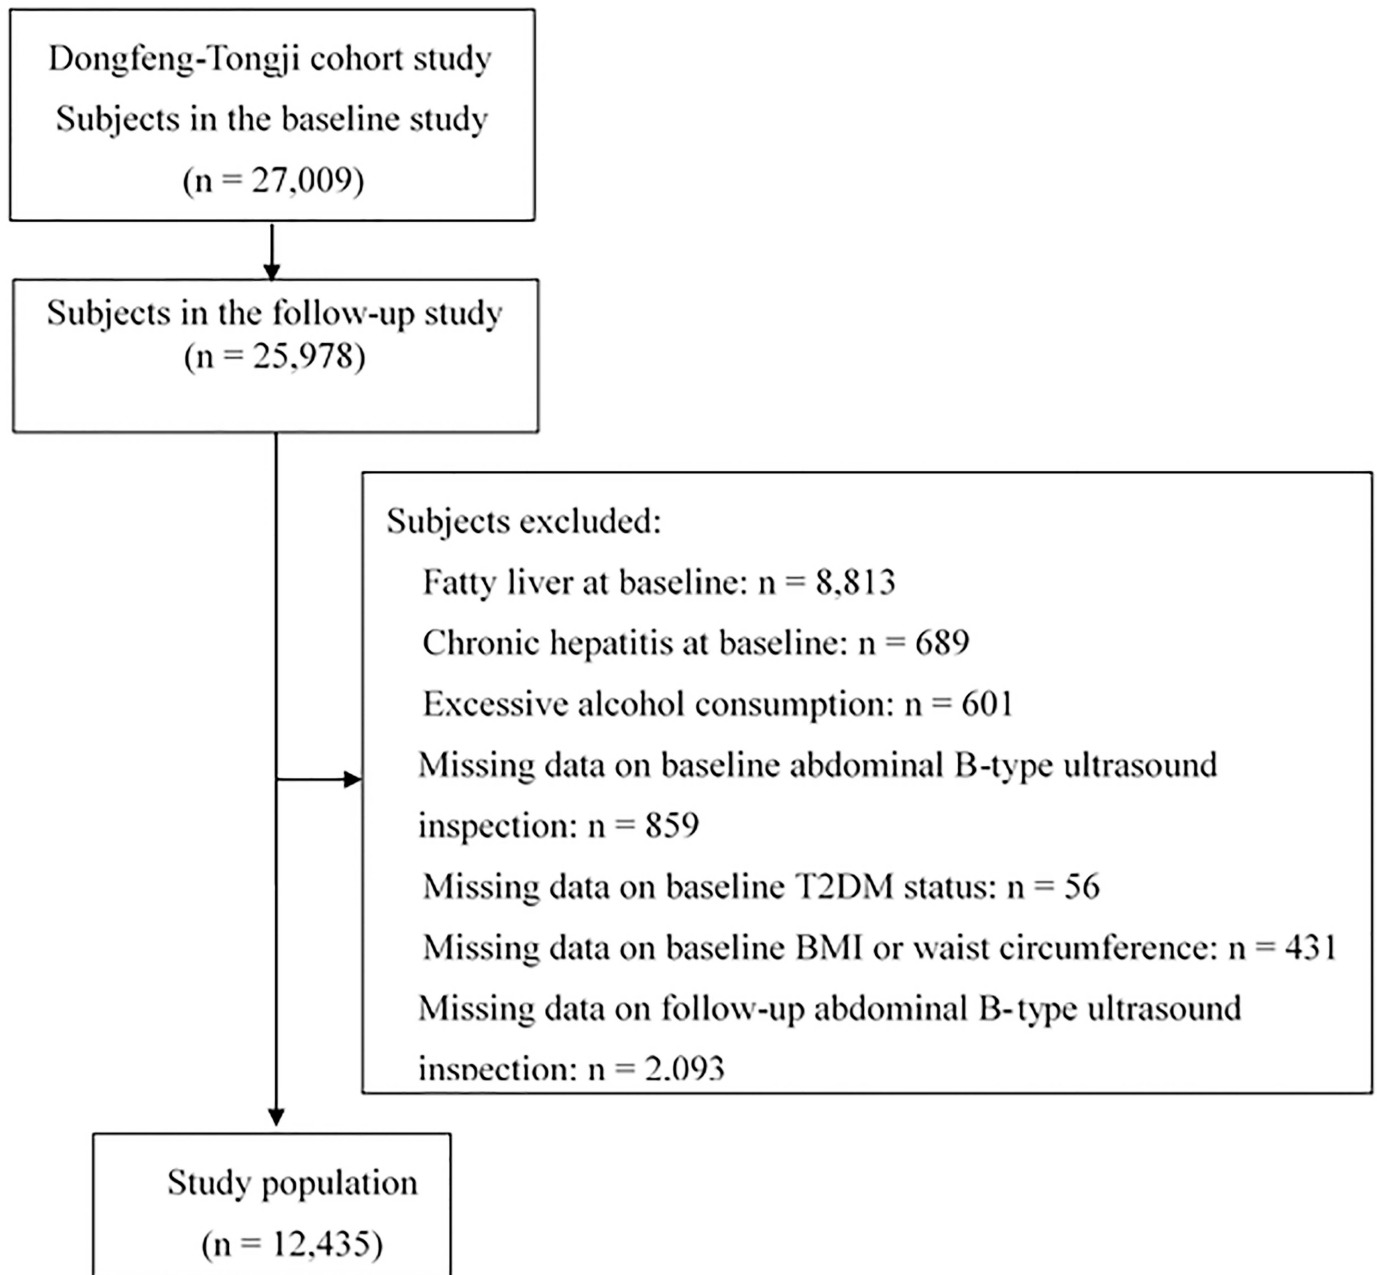 Dongfeng-Tongji cohort study
Subjects in the baseline study
(n = 27,009)
Subjects in the follow-up study
(n = 25,978)
Subjects excluded:
Fatty liver at baseline: n = 8,813
Chronic hepatitis at baseline: n = 689
Excessive alcohol consumption: n = 601
Missing data on baseline abdominal B-type ultrasound
inspection: n = 859
Missing data on baseline T2DM status: n = 56
Missing data on baseline BMI or waist circumference: n = 431
Missing data on follow-up abdominal B-type ultrasound
inspection: n = 2,093
Study population
(n = 12,435)